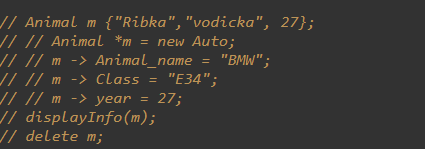 // Animal m {"Ribka","vodicka", 27};
// // Animal *m = new Auto;
// // m -> Animal_name = "BMW";
// // m -> Class = "E34";
// // m -> year = 27;
// displayInfo(m);
// delete m;